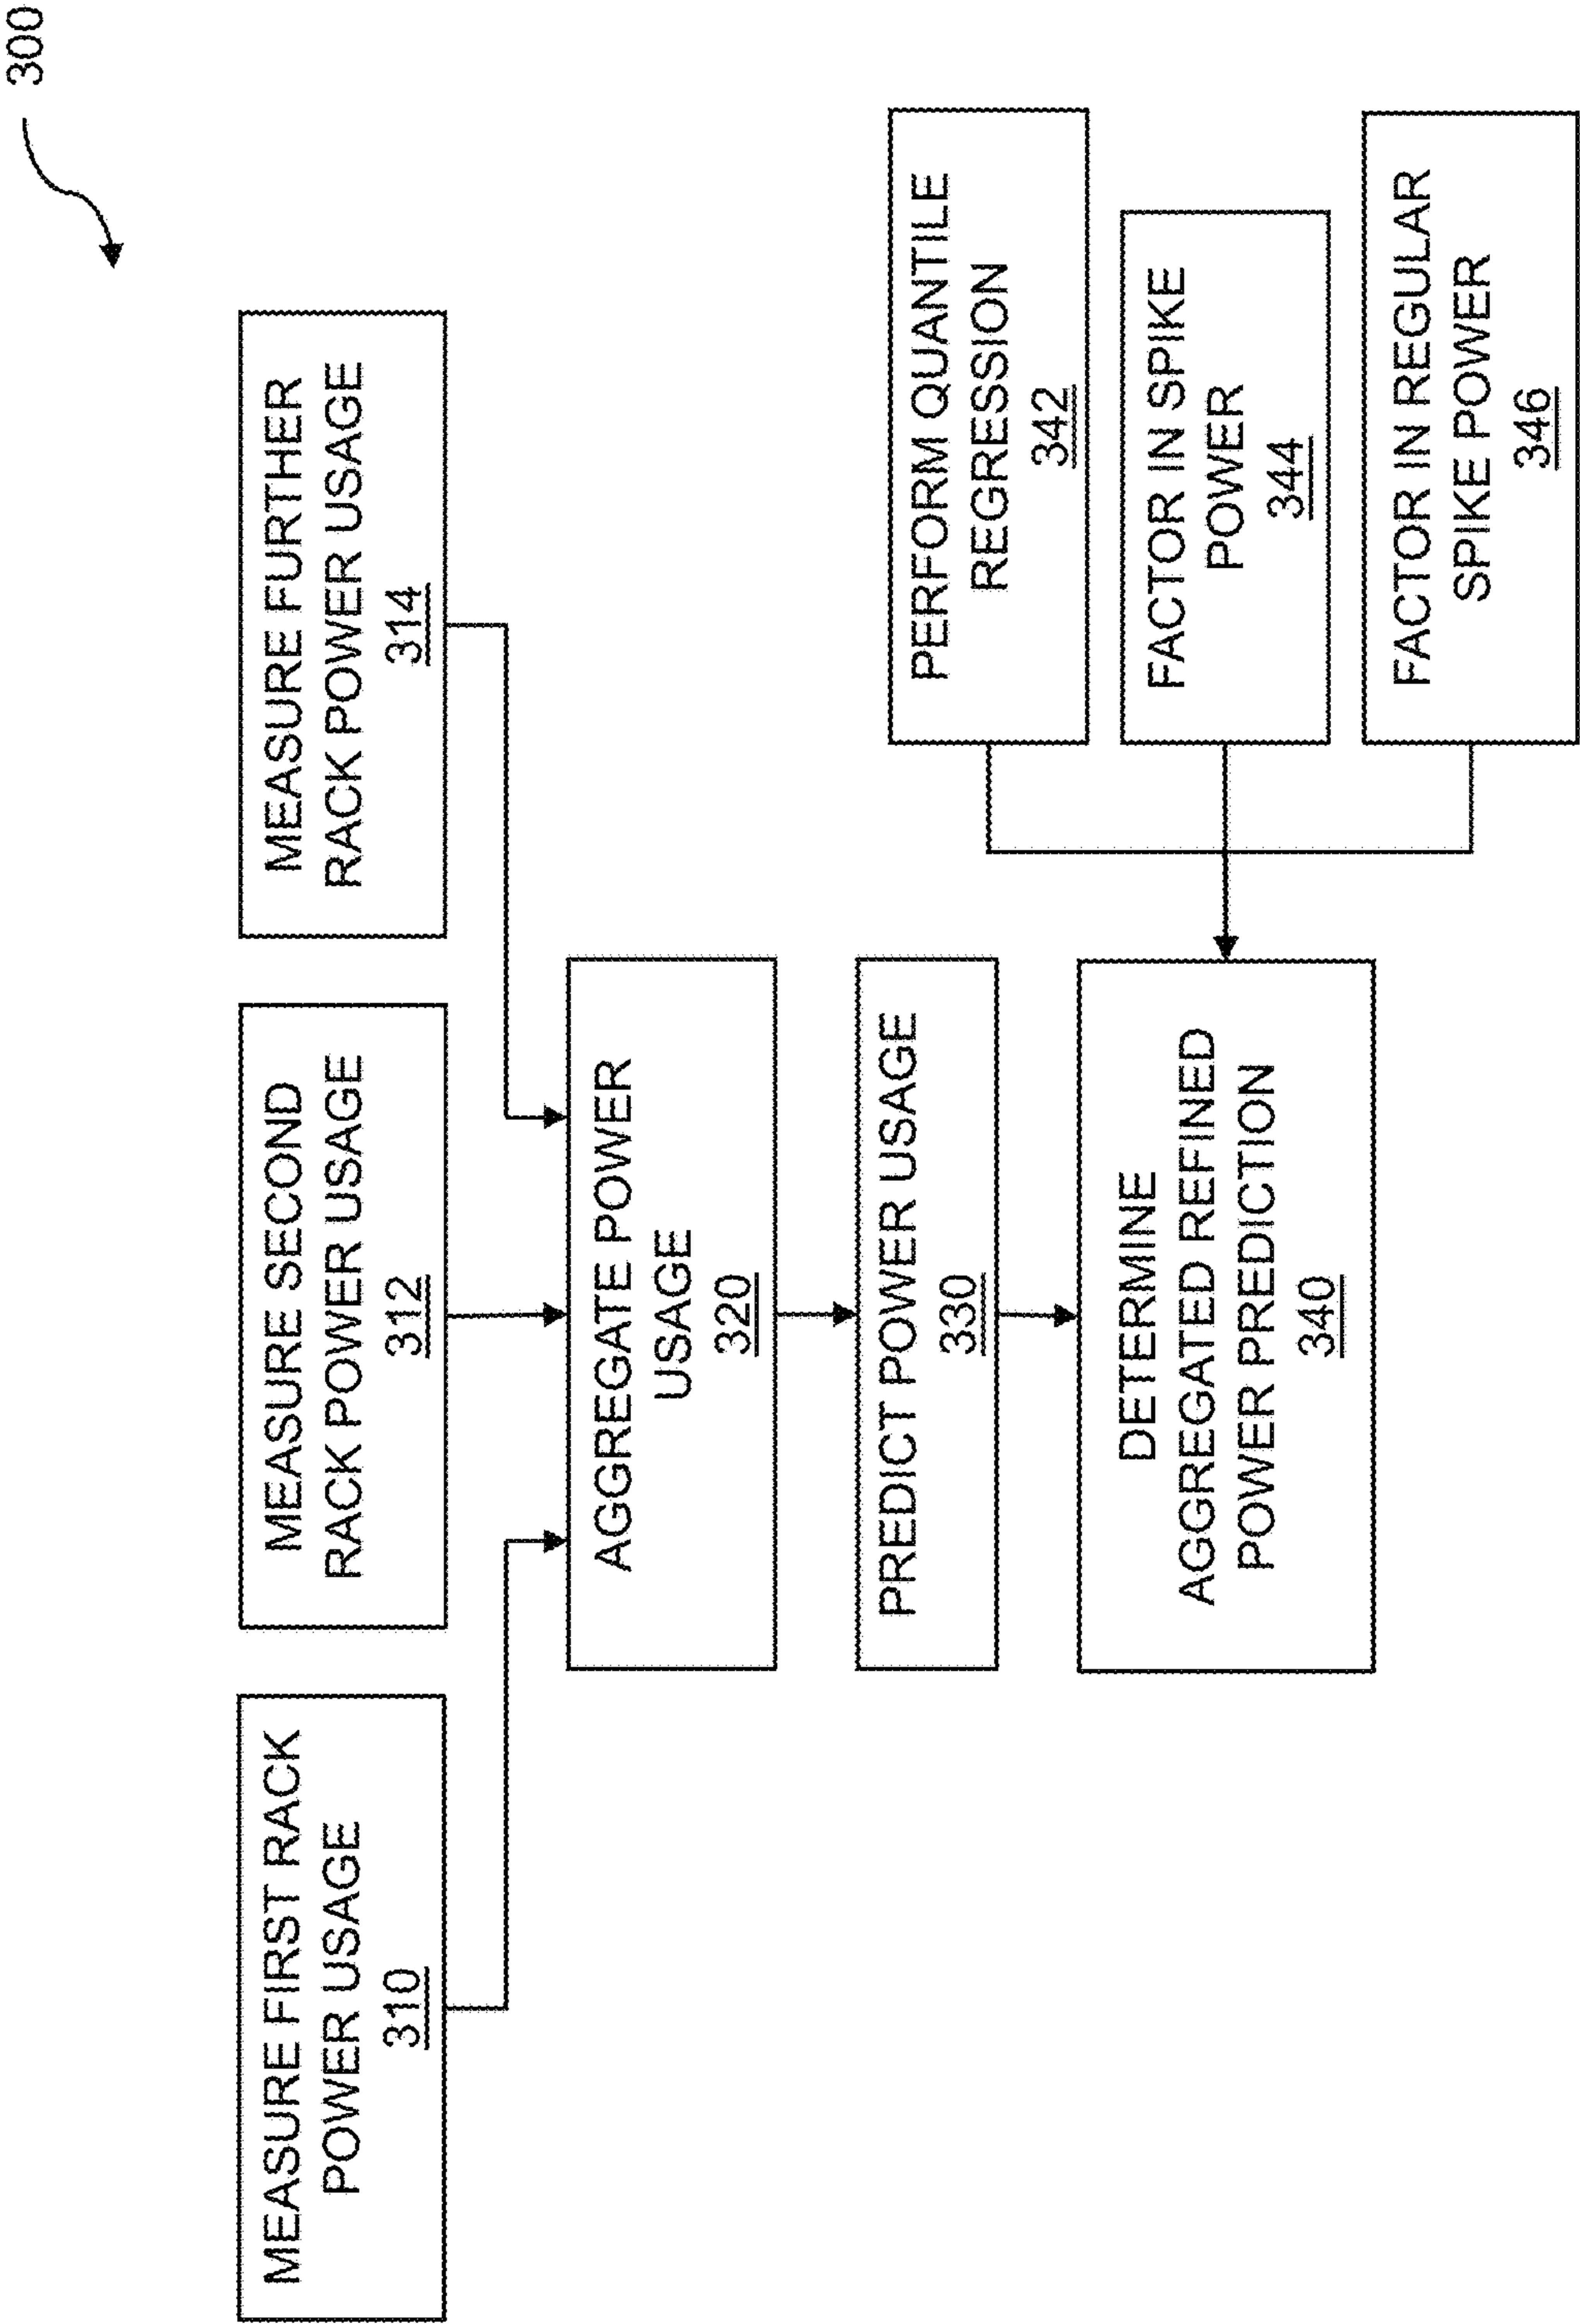 300
MEASURE FIRST RACK
POWER USAGE
310
MEASURE SECOND
RACK POWER USAGE
312
MEASURE FURTHER
RACK POWER USAGE
314
AGGREGATE POWER
USAGE
320
PREDICT POWER USAGE
330
DETERMINE
AGGREGATED REFINED
POWER PREDICTION
340
PERFORM QUANTILE
REGRESSION
342
FACTOR IN SPIKE
POWER
344
FACTOR IN REGULAR
SPIKE POWER
346